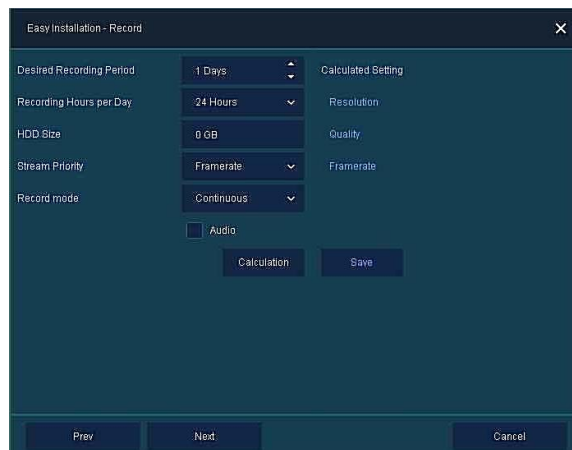 Easy Installation - Record
Desired Recording Period 1 Days Calculated Setting
Recording Hours per Day 24 Hours Resolution
HDD Size 0 GB Quality
Stream Priority Framerate Framerate
Record mode Continuous
Audio
Calculation Save
Prev Next Cancel